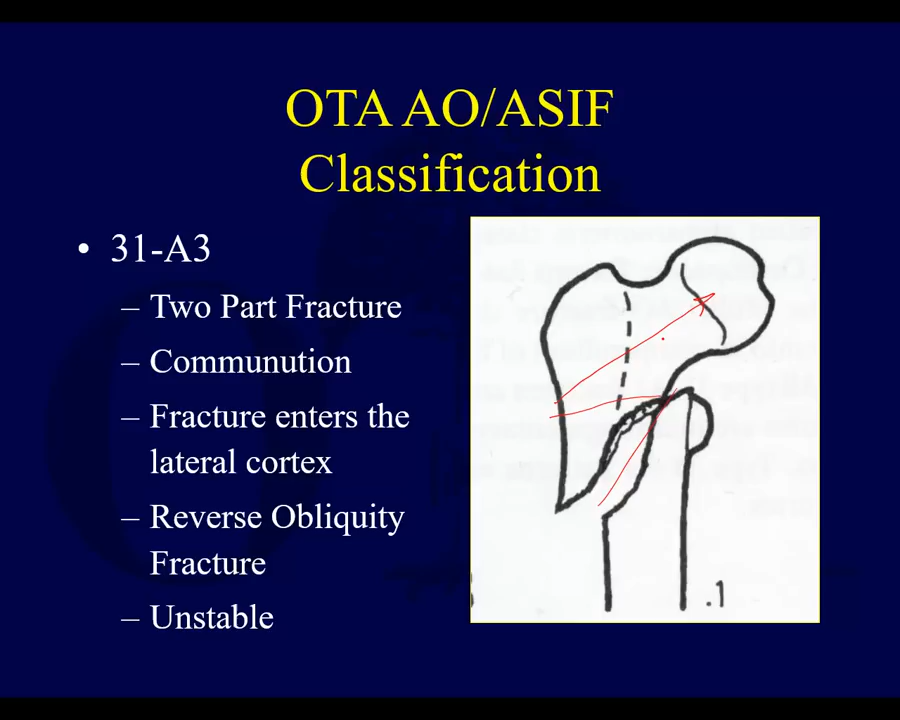 OTA AO/ASIF
Classification
• 31-A3
– Two Part Fracture
– Communution
– Fracture enters the
lateral cortex
– Reverse Obliquity
Fracture
– Unstable
.1